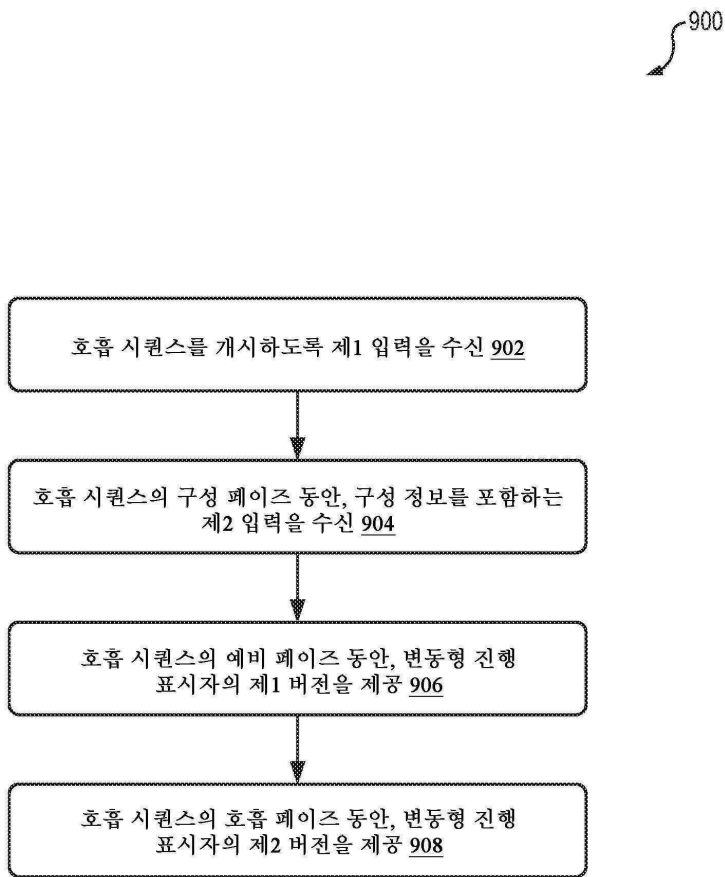 900
호흡 시퀀스를 개시하도록 제1 입력을 수신 902
호흡 시퀀스의 구성 페이즈 동안, 구성 정보를 포함하는
제2 입력을 수신 904
호흡 시퀀스의 예비 페이즈 동안, 변동형 진행
표시자의 제1 버전을 제공 906
호흡 시퀀스의 호흡 페이즈 동안, 변동형 진행
표시자의 제2 버전을 제공 908